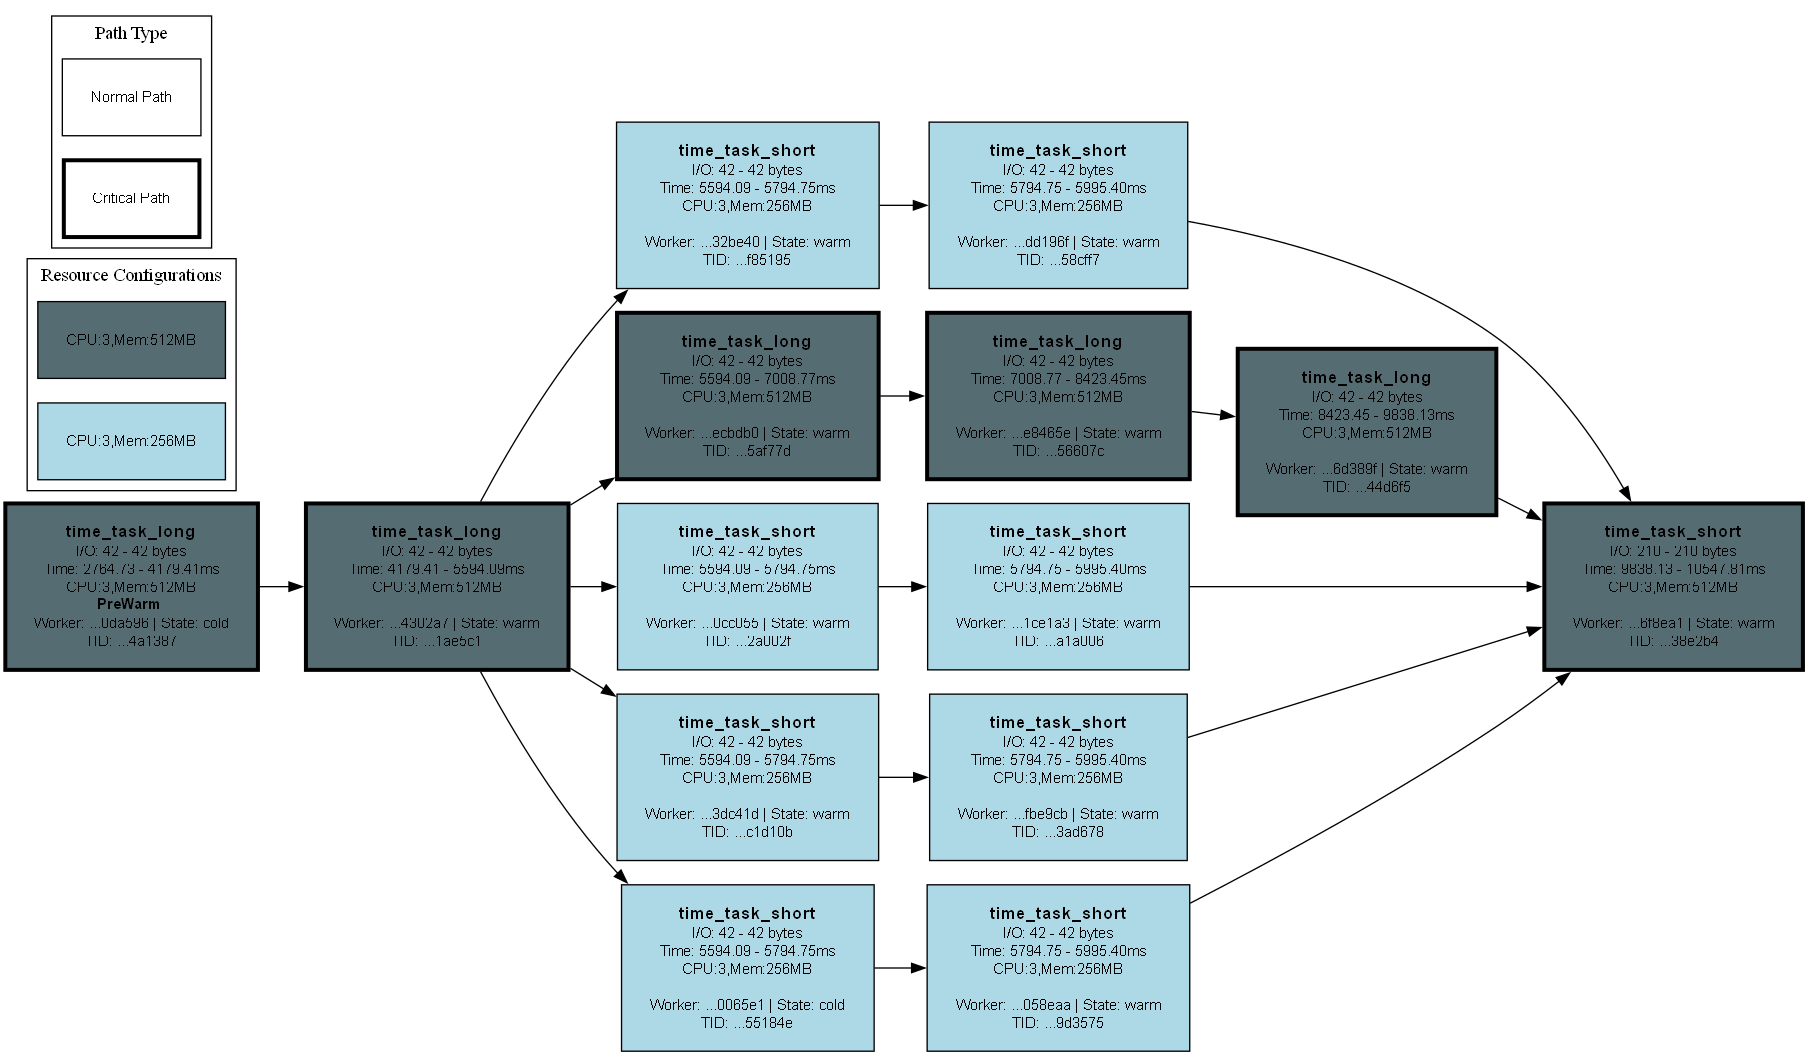 Path Type
Normal Path
Critical Path
Resource Configurations
CPU:3,Mem:512MB
CPU:3,Mem:256MB
time_task_long
I/O: 42 - 42 bytes
Time: 2764.73 - 4179.41ms
CPU:3,Mem:512MB
PreWarm
Worker: ...0da596 | State: cold
TID: ...4a1387
time_task_long
I/O: 42 - 42 bytes
Time: 4179.41 - 5594.09ms
CPU:3,Mem:512MB
Worker: ...4302a7 | State: warm
TID: ...1ae5c1
time_task_short
I/O: 42 - 42 bytes
Time: 5594.09 - 5794.75ms
CPU:3,Mem:256MB
Worker: ...32be40 | State: warm
TID: ...f85195
time_task_short
I/O: 42 - 42 bytes
Time: 5794.75 - 5995.40ms
CPU:3,Mem:256MB
Worker: ...dd196f | State: warm
TID: ...58cff7
time_task_long
I/O: 42 - 42 bytes
Time: 5594.09 - 7008.77ms
CPU:3,Mem:512MB
Worker: ...ecbdb0 | State: warm
TID: ...5af77d
time_task_long
I/O: 42 - 42 bytes
Time: 7008.77 - 8423.45ms
CPU:3,Mem:512MB
Worker: ...e8465e | State: warm
TID: ...56607c
time_task_long
I/O: 42 - 42 bytes
Time: 8423.45 - 9838.13ms
CPU:3,Mem:512MB
Worker: ...6d389f | State: warm
TID: ...44d6f5
time_task_short
I/O: 42 - 42 bytes
Time: 5594.09 - 5794.75ms
CPU:3,Mem:256MB
Worker: ...0cc055 | State: warm
TID: ...2a002f
time_task_short
I/O: 42 - 42 bytes
Time: 5794.75 - 5995.40ms
CPU:3,Mem:256MB
Worker: ...1ce1a3 | State: warm
TID: ...a1a006
time_task_short
I/O: 210 - 210 bytes
Time: 9838.13 - 10547.81ms
CPU:3,Mem:512MB
Worker: ...6f8ea1 | State: warm
TID: ...38e2b4
time_task_short
I/O: 42 - 42 bytes
Time: 5594.09 - 5794.75ms
CPU:3,Mem:256MB
Worker: ...3dc41d | State: warm
TID: ...c1d10b
time_task_short
I/O: 42 - 42 bytes
Time: 5794.75 - 5995.40ms
CPU:3,Mem:256MB
Worker: ...fbe9cb | State: warm
TID: ...3ad678
time_task_short
I/O: 42 - 42 bytes
Time: 5594.09 - 5794.75ms
CPU:3,Mem:256MB
Worker: ...0065e1 | State: cold
TID: ...55184e
time_task_short
I/O: 42 - 42 bytes
Time: 5794.75 - 5995.40ms
CPU:3,Mem:256MB
Worker: ...058eaa | State: warm
TID: ...9d3575